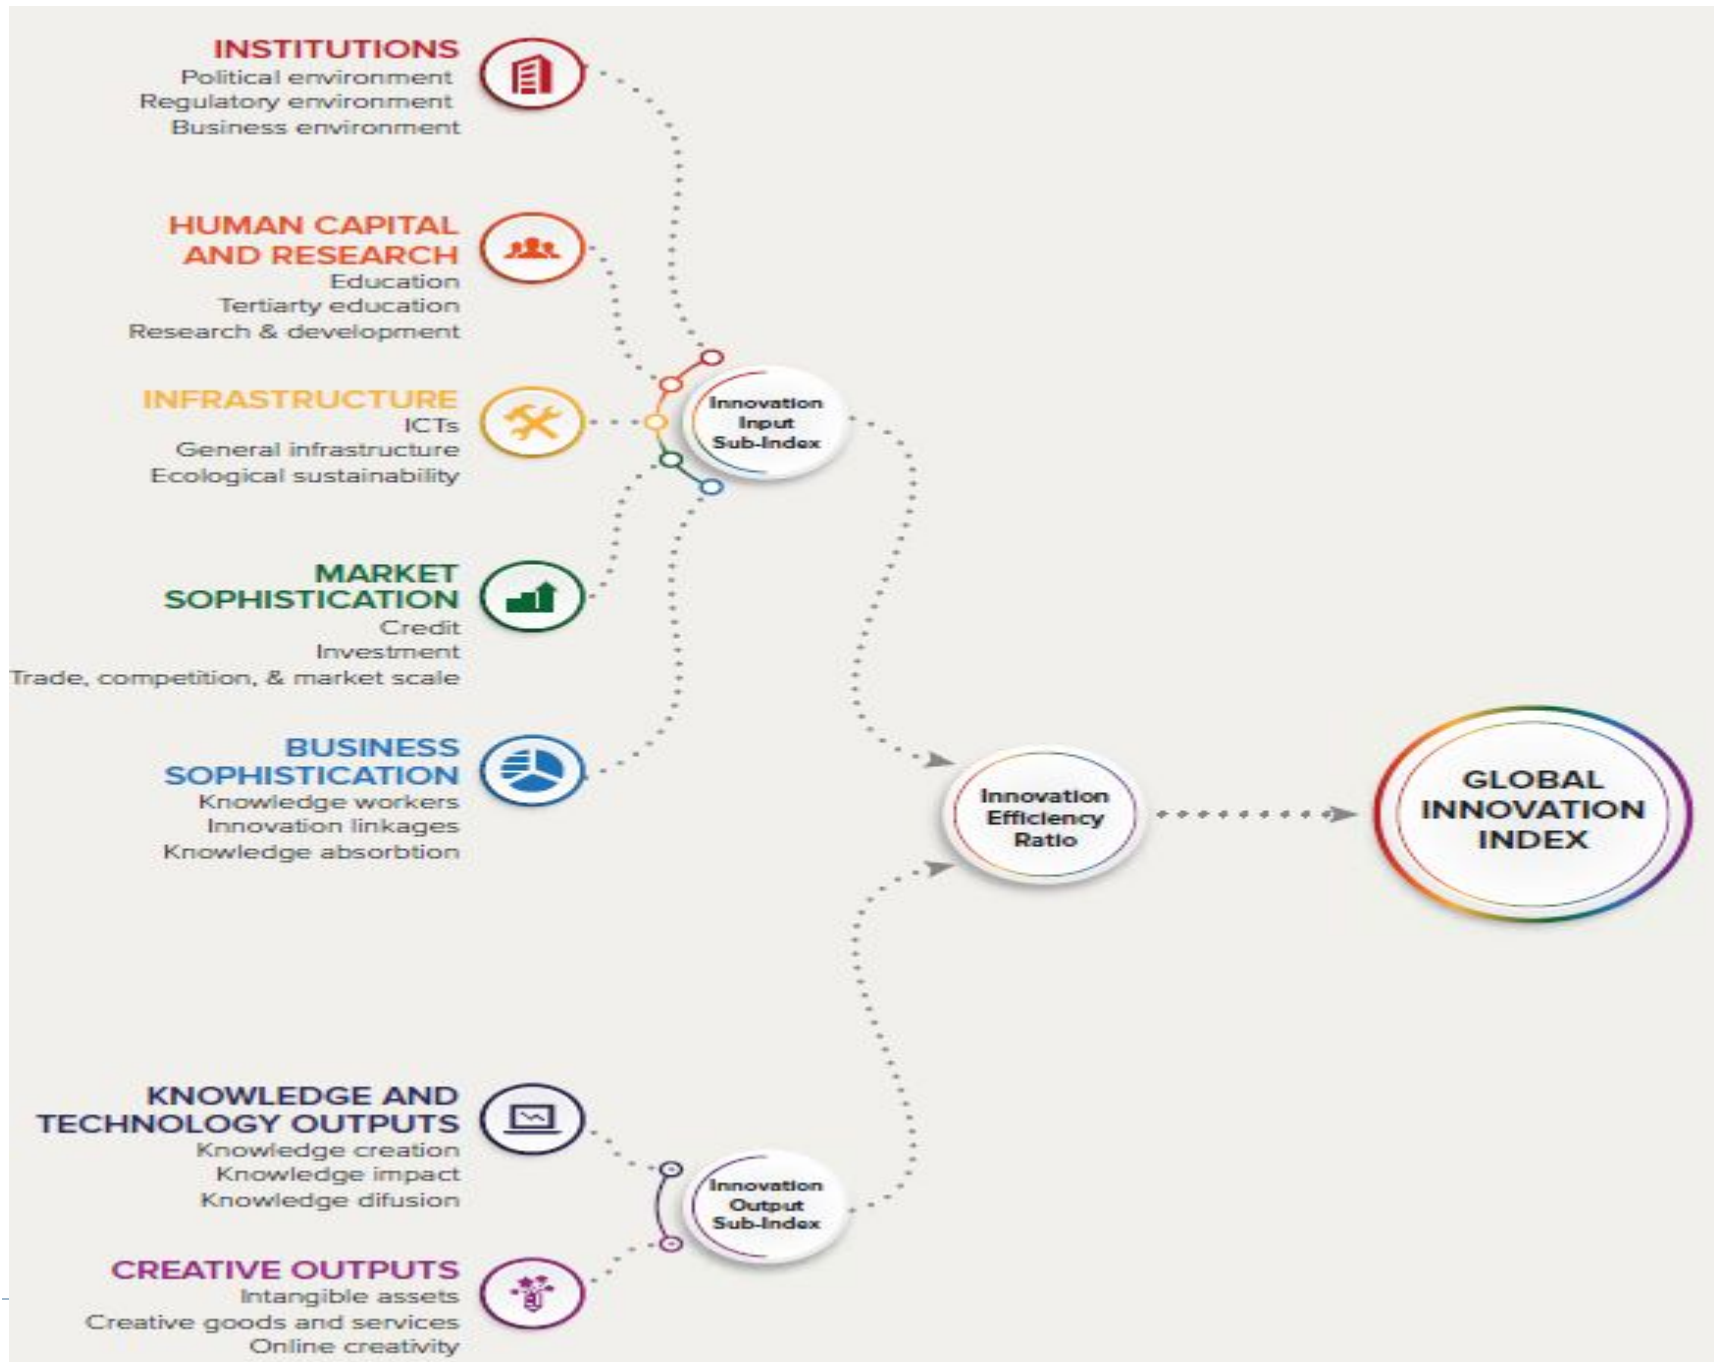 INSTITUTIONS
Political environment
Regulatory environment
Business environment
HUMAN CAPITAL
AND RESEARCH
Education
Tertiarty education
Research & development
INFRASTRUCTURE
ICTs
General infrastructure
Ecological sustainability
MARKET
SOPHISTICATION
Credit
Investment
Trade, competition, & market scale
BUSINESS
SOPHISTICATION
Knowledge workers
Innovation linkages
Knowledge absorbtion
KNOWLEDGE AND
TECHNOLOGY OUTPUTS
Knowledge creation
Knowledge impact
Knowledge difusion
CREATIVE OUTPUTS
Intangible assets
Creative goods and services
Online creativity
Innovation
Input
Sub-Index
Innovation
Output
Sub-Index
Innovation
Efficiency
Ratio
GLOBAL
INNOVATION
INDEX